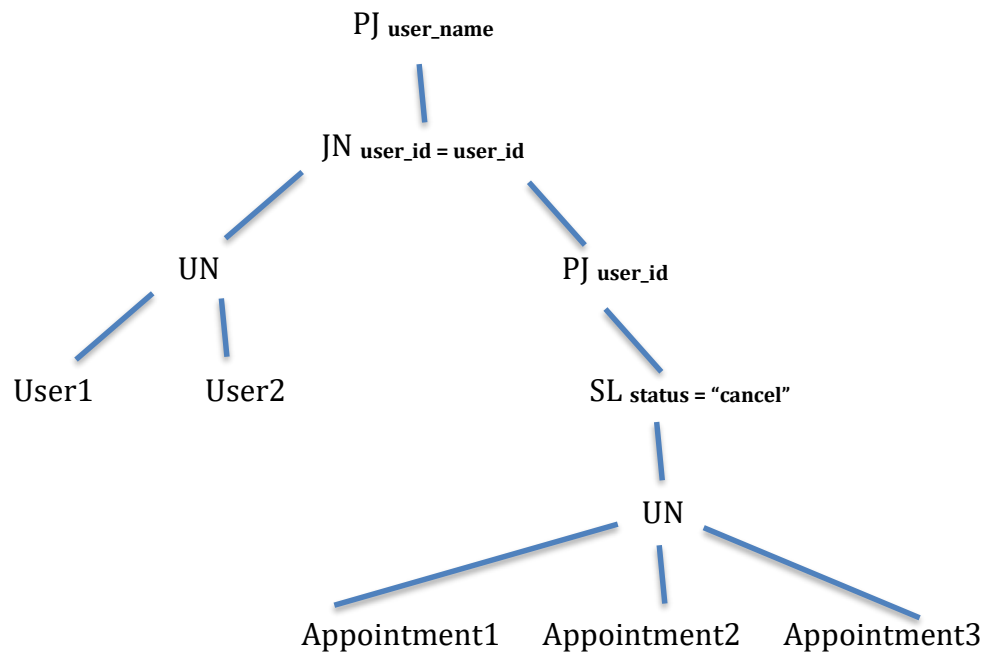 PJ user_name
JN user_id = user_id
UN
PJ user_id
User1
User2
SL status = “cancel”
UN
Appointment1
Appointment2
Appointment3